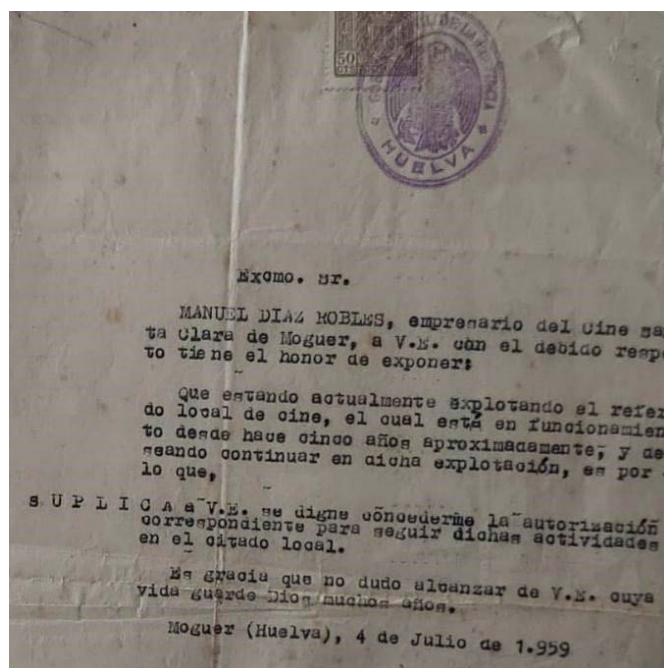 50
HUELVA
Excmo. Sr.
MANUEL DIAZ ROBLES, empresario del Cine San
ta Clara de Moguer, a V.E. con el debido respe
to tiene el honor de exponer:
Que estando actualmente explotando el refer
do local de cine, el cual está en funcionamien
to desde hace cinco años aproximadamente, y de
seando continuar en dicha explotación, es por
lo que,
S U P L I C A a V.E. se digne concederme la autorización
correspondiente para seguir dichas actividades
en el citado local.
Es gracia que no dudo alcanzar de V.E. cuya
vida guarde Dios muchos años.
Moguer (Huelva), 4 de Julio de 1.959